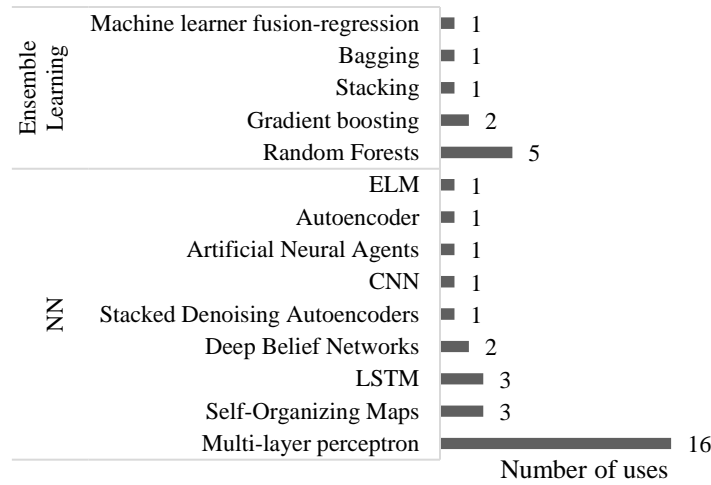 Ensemble
Learning
Machine learner fusion-regression 1
Bagging 1
Stacking 1
Gradient boosting 2
Random Forests 5
NN
ELM 1
Autoencoder 1
Artificial Neural Agents 1
CNN 1
Stacked Denoising Autoencoders 1
Deep Belief Networks 2
LSTM 3
Self-Organizing Maps 3
Multi-layer perceptron 16
Number of uses